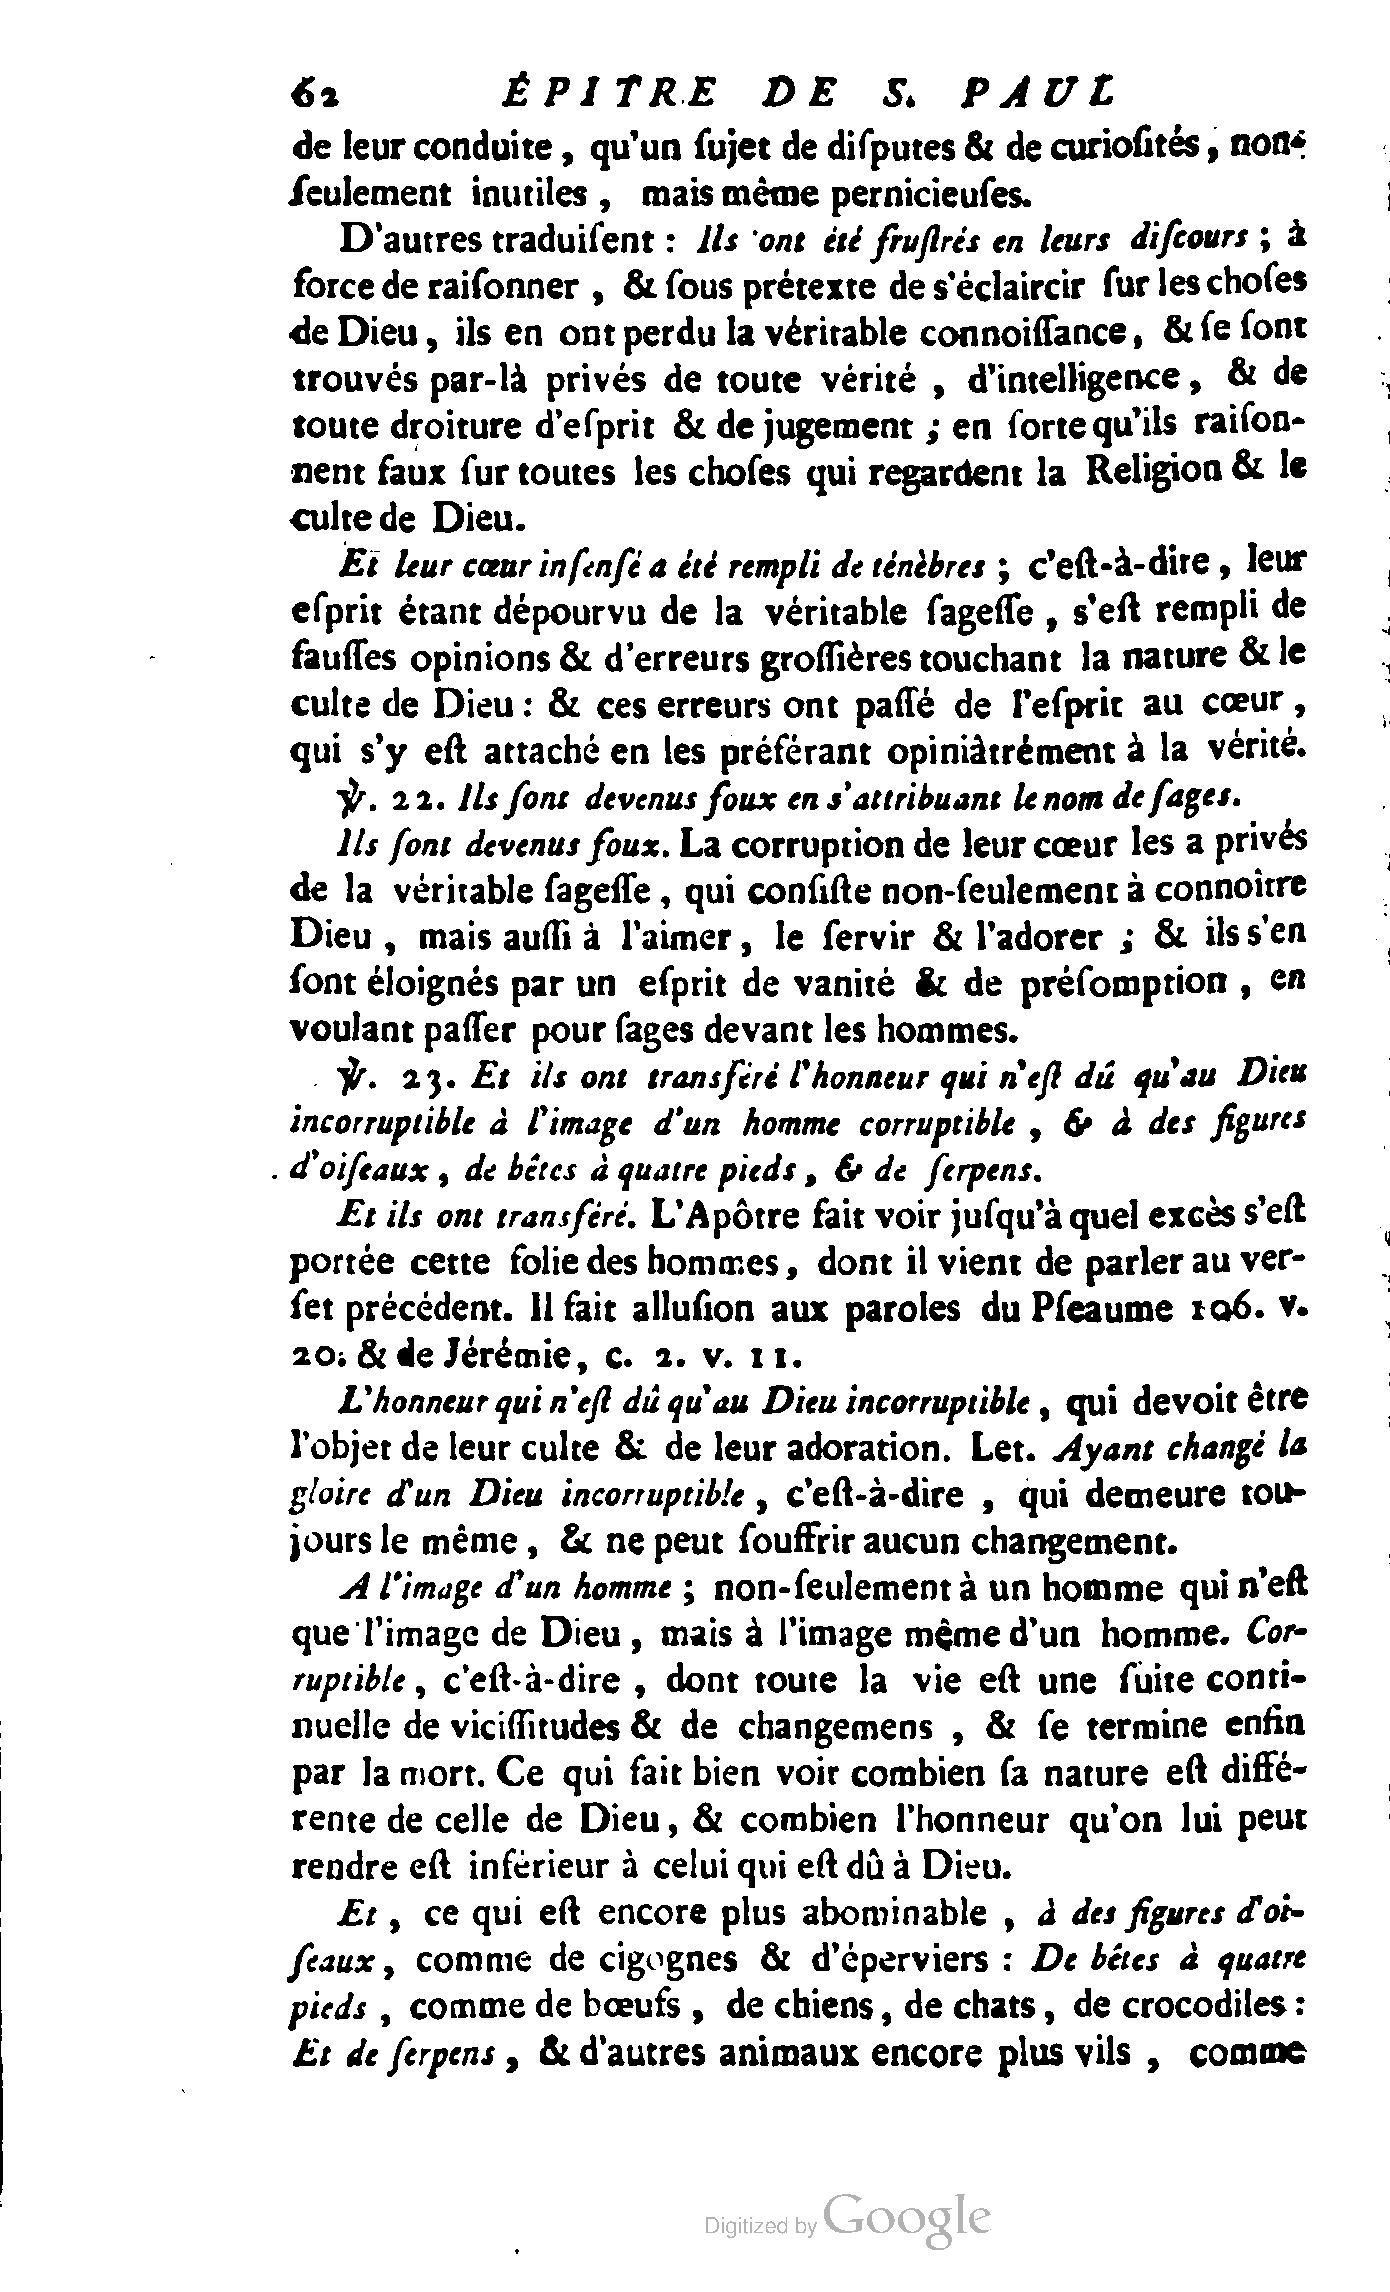 62 ÉPITRE DE S. PAUL
de leur conduite , qu'un ſujet de diſputes & de curioſités , non-
ſeulement inutiles , mais même pernicieuſes.
D'autres traduiſent : Ils ont été fruſtrés en leurs diſcours ; à
force de raiſonner , & ſous prétexte de s'éclaircir ſur les choſes
de Dieu , ils en ont perdu la véritable connoiſſance , & ſe ſont
trouvés par-là privés de toute vérité , d'intelligence , & de
toute droiture d'eſprit & de jugement ; en ſorte qu'ils raiſon-
nent faux ſur toutes les choſes qui regardent la Religion & le
culte de Dieu.
Et leur cœur inſenſé a été rempli de ténèbres ; c'eſt-à-dire , leur
eſprit étant dépourvu de la véritable ſageſſe , s'eſt rempli de
fauſſes opinions & d'erreurs groſſières touchant la nature & le
culte de Dieu : & ces erreurs ont paſſé de l'eſprit au cœur ,
qui s'y eſt attaché en les préférant opiniâtrément à la vérité.
℣. 22. Ils ſont devenus foux en s'attribuant le nom de ſages.
Ils ſont devenus foux. La corruption de leur cœur les a privés
de la véritable ſageſſe , qui conſiſte non-ſeulement à connoître
Dieu , mais auſſi à l'aimer , le ſervir & l'adorer ; & ils s'en
ſont éloignés par un eſprit de vanité & de préſomption , en
voulant paſſer pour ſages devant les hommes.
℣. 23. Et ils ont transféré l'honneur qui n'eſt dû qu'au Dieu
incorruptible à l'image d'un homme corruptible , & à des figures
d'oiſeaux , de bêtes à quatre pieds , & de ſerpens.
Et ils ont transféré. L'Apôtre fait voir juſqu'à quel excès s'eſt
portée cette folie des hommes , dont il vient de parler au ver-
ſet précédent. Il fait alluſion aux paroles du Pſeaume 106. v.
20. & de Jérémie , c. 2. v. 11.
L'honneur qui n'eſt dû qu'au Dieu incorruptible , qui devoit être
l'objet de leur culte & de leur adoration. Let. Ayant changé la
gloire d'un Dieu incorruptible , c'eſt-à-dire , qui demeure tou-
jours le même , & ne peut ſouffrir aucun changement.
A l'image d'un homme ; non-ſeulement à un homme qui n'eſt
que l'image de Dieu , mais à l'image même d'un homme. Cor-
ruptible , c'eſt-à-dire , dont toute la vie eſt une ſuite conti-
nuelle de viciſſitudes & de changemens , & ſe termine enfin
par la mort. Ce qui fait bien voir combien ſa nature eſt diffé-
rente de celle de Dieu , & combien l'honneur qu'on lui peut
rendre eſt inférieur à celui qui eſt dû à Dieu.
Et , ce qui eſt encore plus abominable , à des figures d'oi-
ſeaux , comme de cigognes & d'éperviers : De bêtes à quatre
pieds , comme de bœufs , de chiens , de chats , de crocodiles :
Et de ſerpens , & d'autres animaux encore plus vils , comme
Digitized by Google